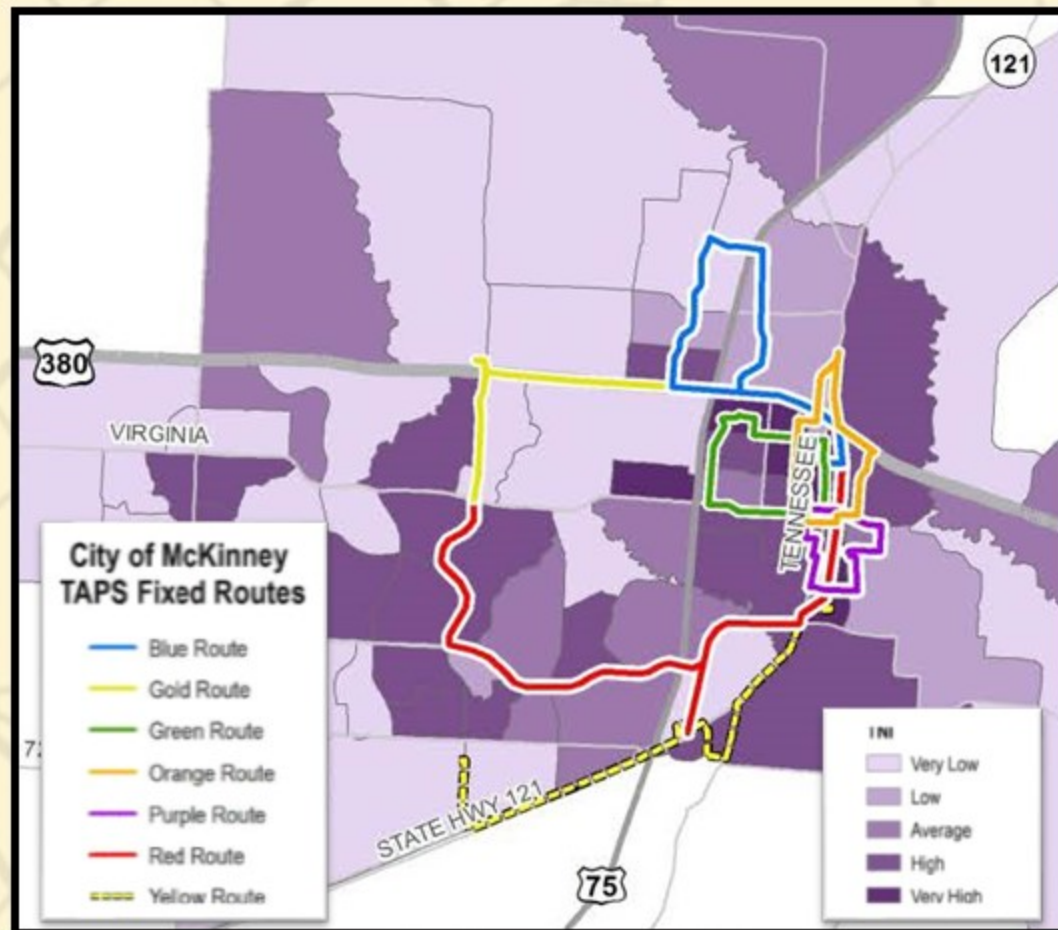 121
380
VIRGINIA
TENNESSEE
City of McKinney
TAPS Fixed Routes
Blue Route
Gold Route
Green Route
Orange Route
Purple Route
Red Route
Yellow Route
STATE HWY 121
75
TNI
Very Low
Low
Average
High
Very High